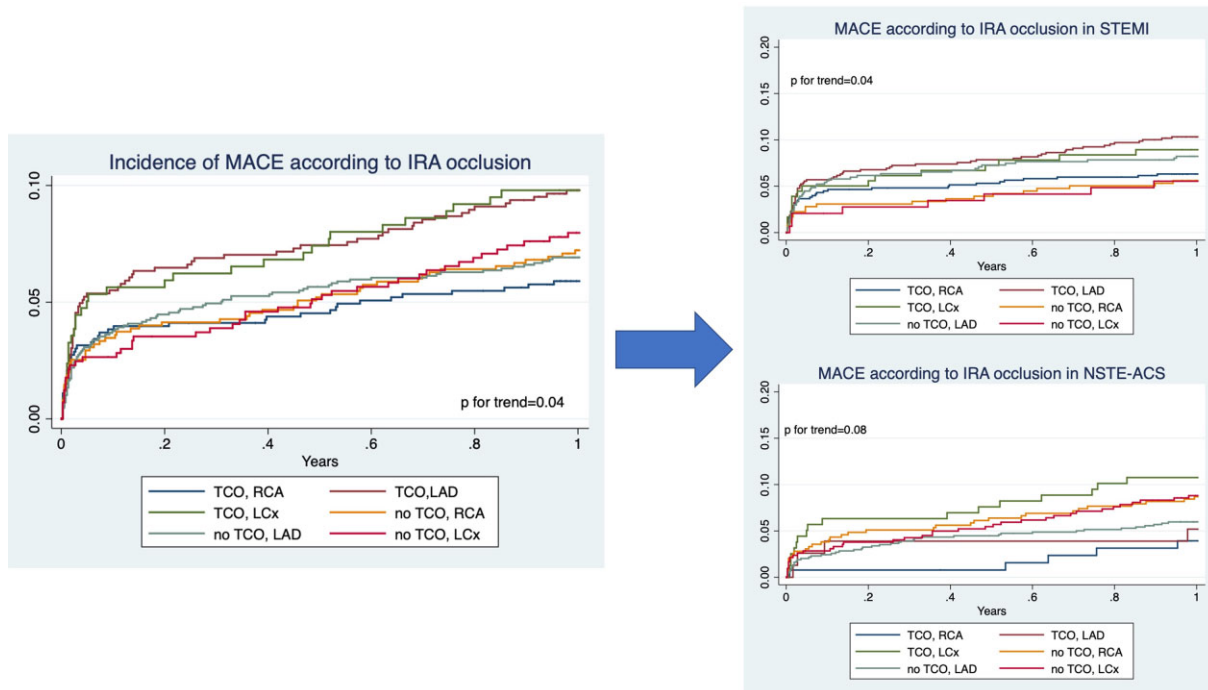 Incidence of MACE according to IRA occlusion
0.10
0.05
0.00
p for trend=0.04
0 .2 .4 .6 .8 1
Years
TCO, RCA TCO,LAD
TCO, LCx no TCO, RCA
no TCO, LAD no TCO, LCx
MACE according to IRA occlusion in STEMI
0.20
p for trend=0.04
0.15
0.10
0.05
0.00
0 .2 .4 .6 .8 1
Years
TCO, RCA TCO, LAD
TCO, LCx no TCO, RCA
no TCO, LAD no TCO, LCx
MACE according to IRA occlusion in NSTE-ACS
0.20
p for trend=0.08
0.15
0.10
0.05
0.00
0 .2 .4 .6 .8 1
Years
TCO, RCA TCO, LAD
TCO, LCx no TCO, RCA
no TCO, LAD no TCO, LCx